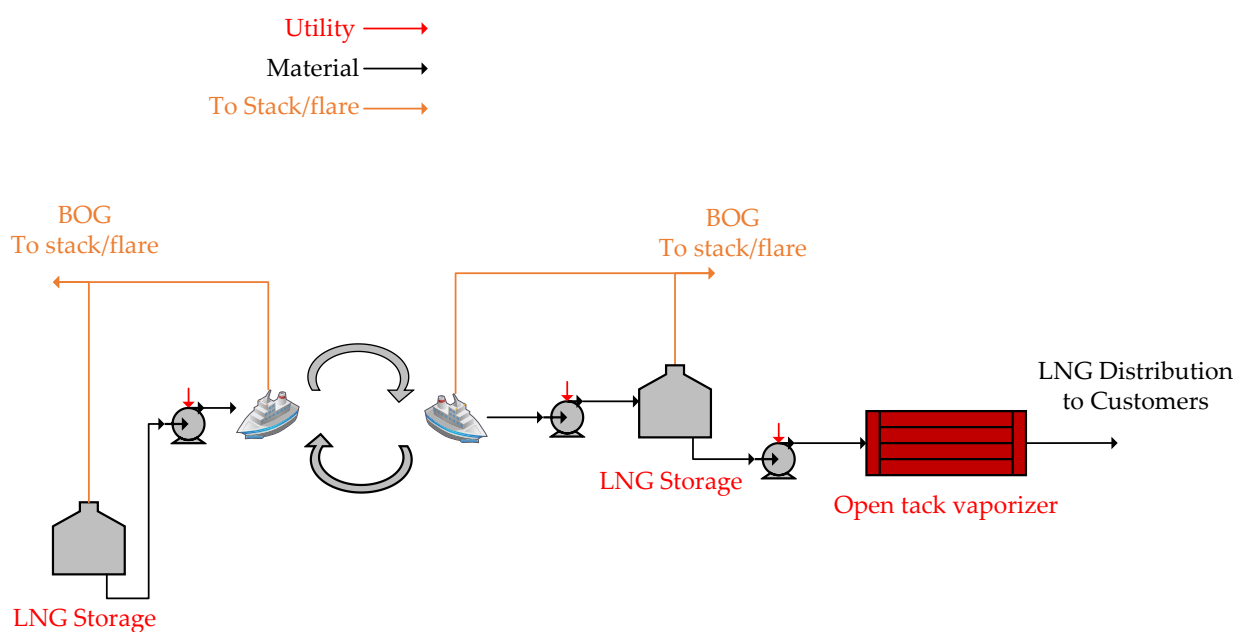 Utility
Material
To Stack/flare
BOG
To stack/flare
BOG
To stack/flare
LNG Distribution
to Customers
LNG Storage
Open tack vaporizer
LNG Storage